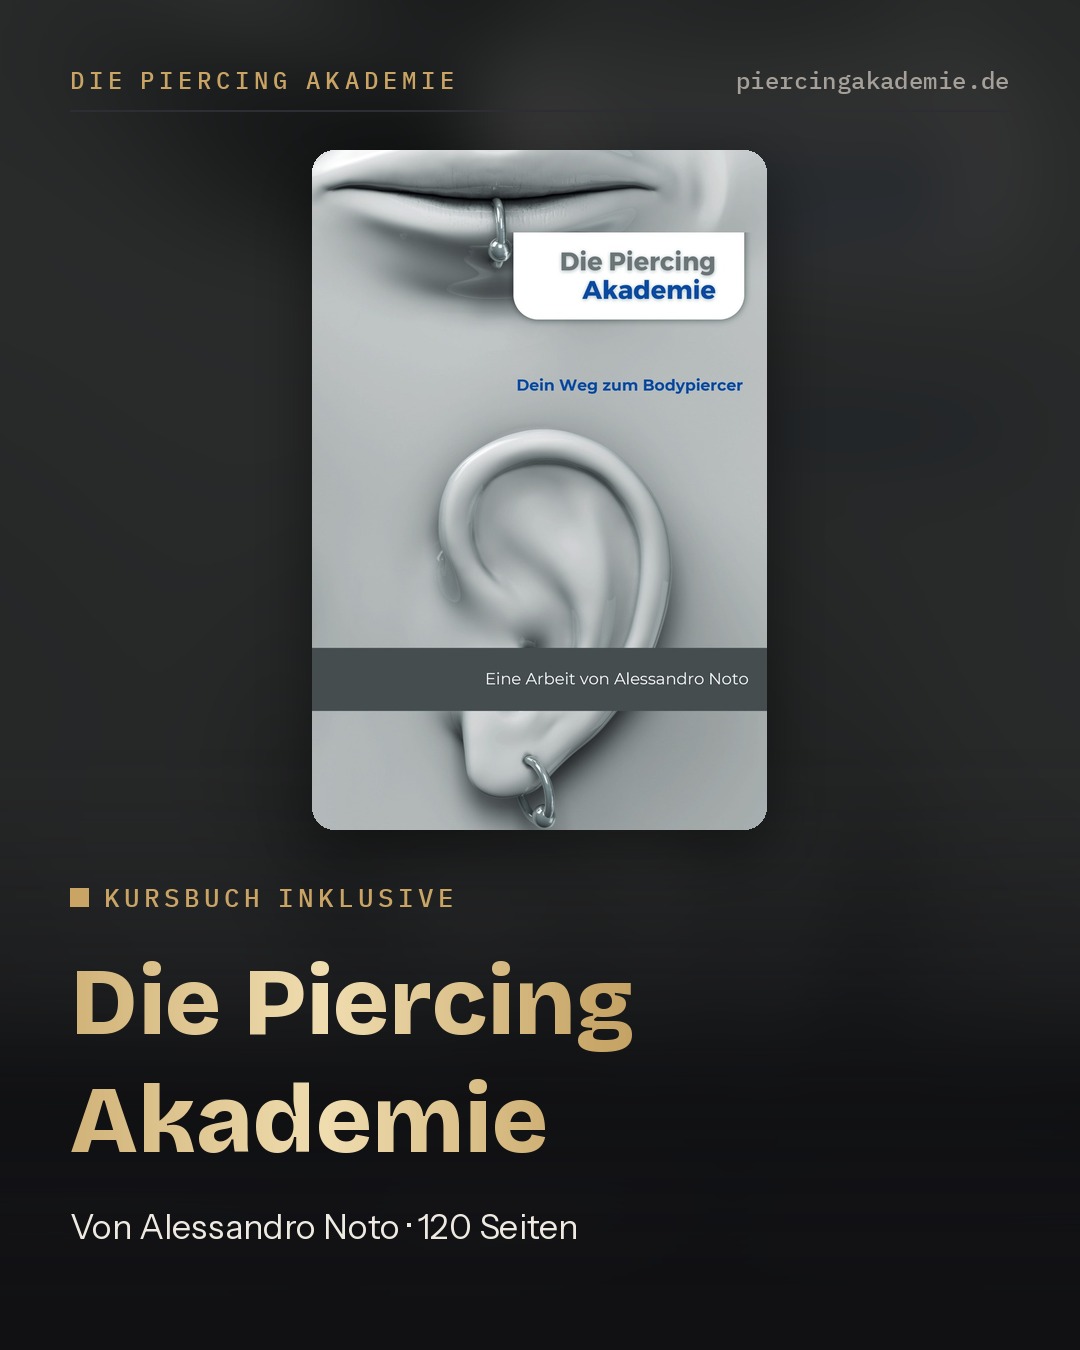 DIE PIERCING AKADEMIE
piercingakademie.de
Die Piercing
Akademie
Dein Weg zum Bodypiercer
Eine Arbeit von Alessandro Noto
KURSBUCH INKLUSIVE
Die Piercing
Akademie
Von Alessandro Noto · 120 Seiten